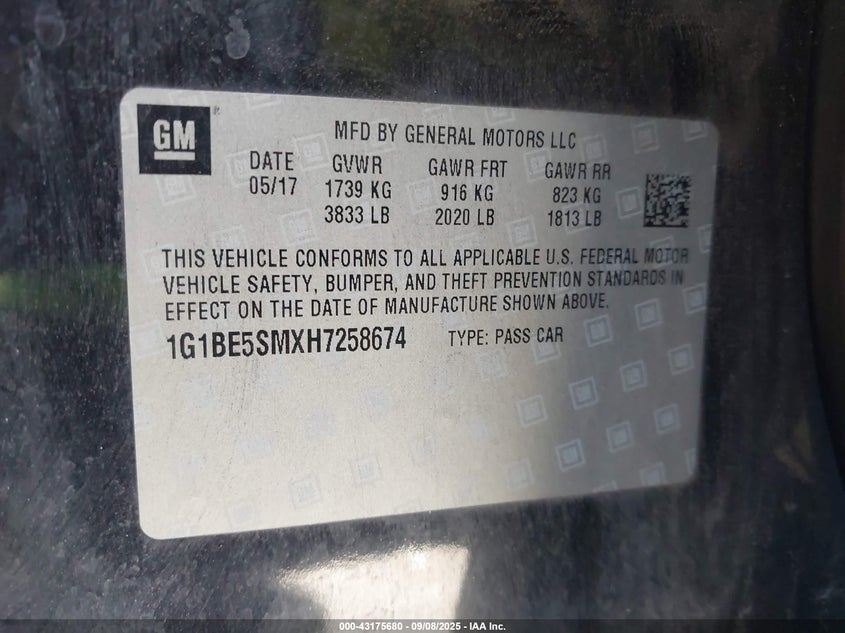 GM®
MFD BY GENERAL MOTORS LLC
DATE GVWR GAWR FRT GAWR RR
05/17 1739 KG 916 KG 823 KG
3833 LB 2020 LB 1813 LB
THIS VEHICLE CONFORMS TO ALL APPLICABLE U.S. FEDERAL MOTOR
VEHICLE SAFETY, BUMPER, AND THEFT PREVENTION STANDARDS IN
EFFECT ON THE DATE OF MANUFACTURE SHOWN ABOVE.
1G1BE5SMXH7258674 TYPE: PASS CAR
000-43175680 - 09/08/2025 - IAA Inc.